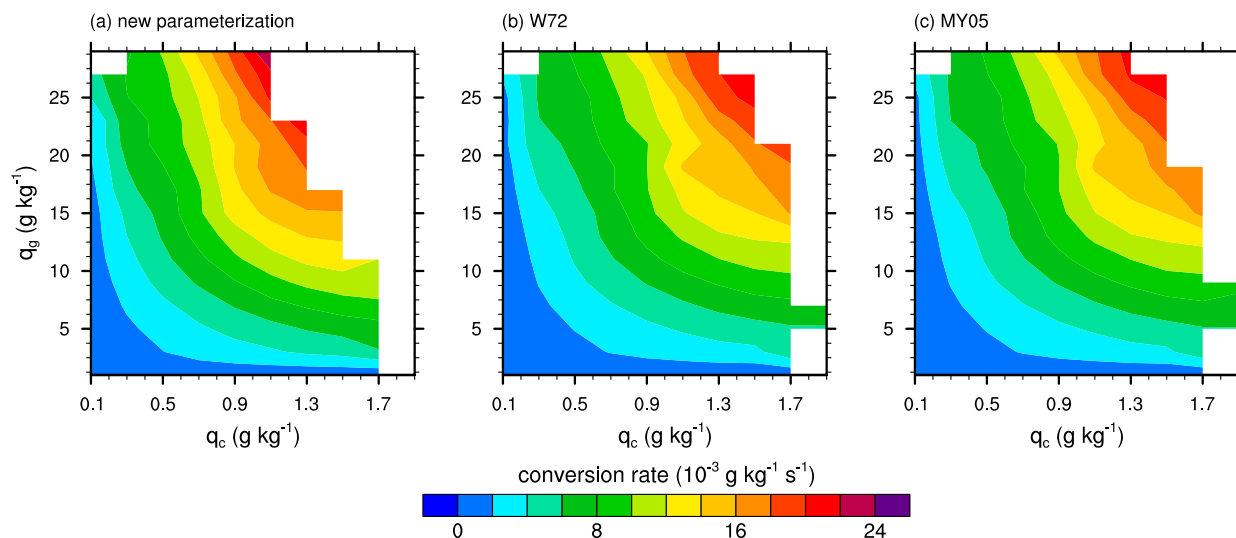 (a) new parameterization
(b) W72
(c) MY05
25
20
15
10
5
q_g (g kg⁻¹)
0.1 0.5 0.9 1.3 1.7
q_c (g kg⁻¹)
25
20
15
10
5
0.1 0.5 0.9 1.3 1.7
q_c (g kg⁻¹)
25
20
15
10
5
0.1 0.5 0.9 1.3 1.7
q_c (g kg⁻¹)
conversion rate (10⁻³ g kg⁻¹ s⁻¹)
0 8 16 24